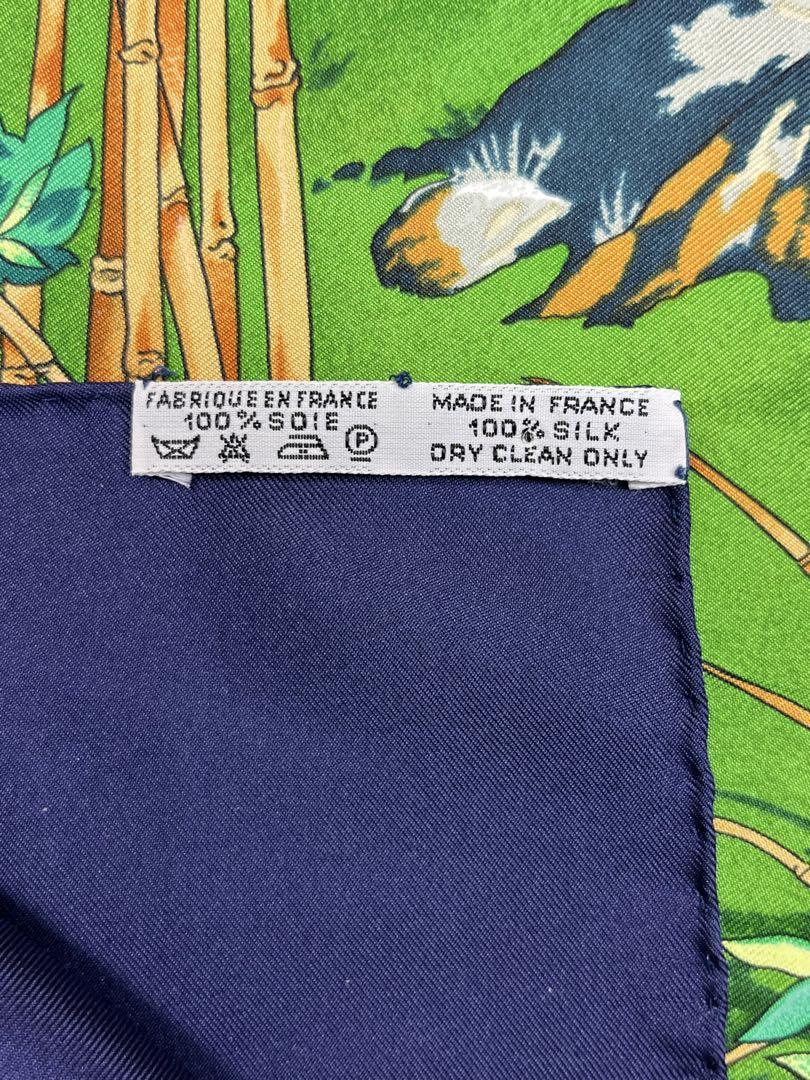 FABRIQUE EN FRANCE
100% SOIE
P
MADE IN FRANCE
100% SILK
DRY CLEAN ONLY